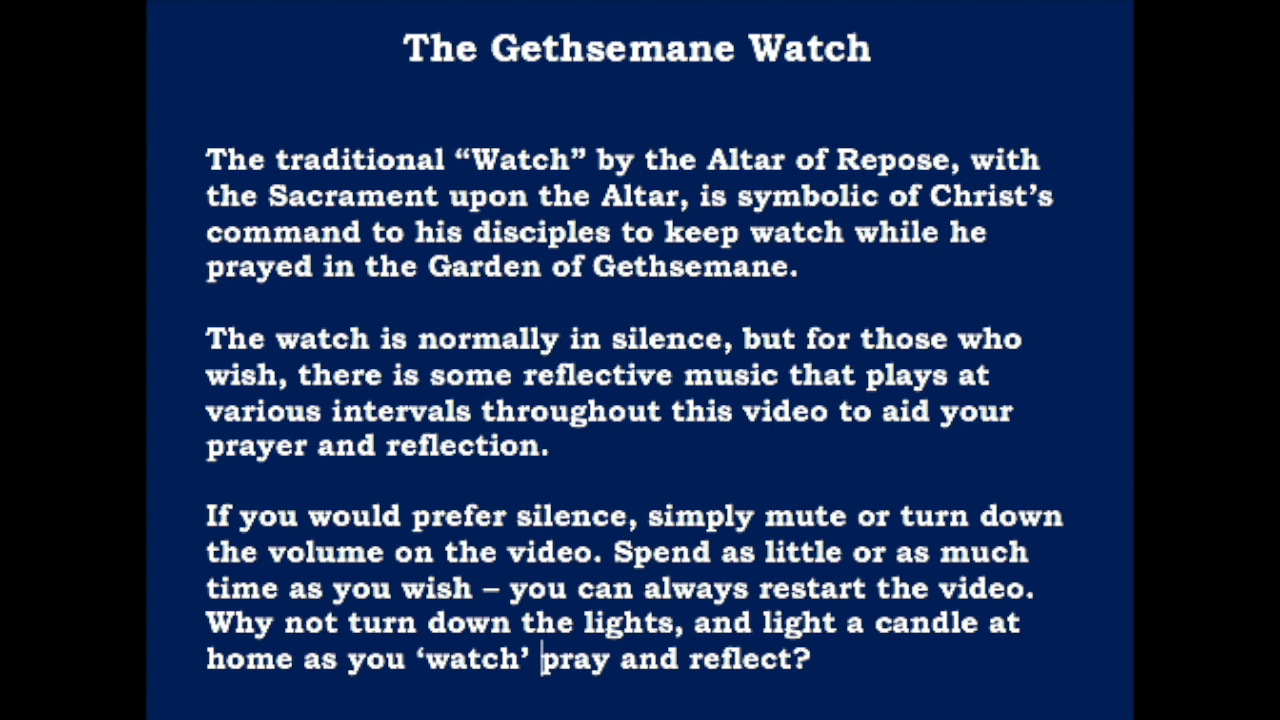 The Gethsemane Watch
The traditional “Watch” by the Altar of Repose, with
the Sacrament upon the Altar, is symbolic of Christ’s
command to his disciples to keep watch while he
prayed in the Garden of Gethsemane.
The watch is normally in silence, but for those who
wish, there is some reflective music that plays at
various intervals throughout this video to aid your
prayer and reflection.
If you would prefer silence, simply mute or turn down
the volume on the video. Spend as little or as much
time as you wish – you can always restart the video.
Why not turn down the lights, and light a candle at
home as you ‘watch’ pray and reflect?